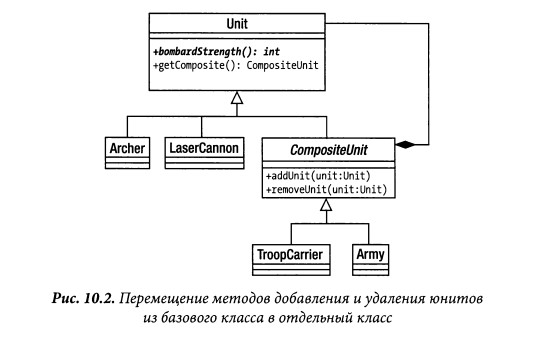 Unit
+bombardStrength(): int
+getComposite(): CompositeUnit
Archer
LaserCannon
CompositeUnit
+addUnit(unit:Unit)
+removeUnit(unit:Unit)
TroopCarrier
Army
Рис. 10.2. Перемещение методов добавления и удаления юнитов
из базового класса в отдельный класс